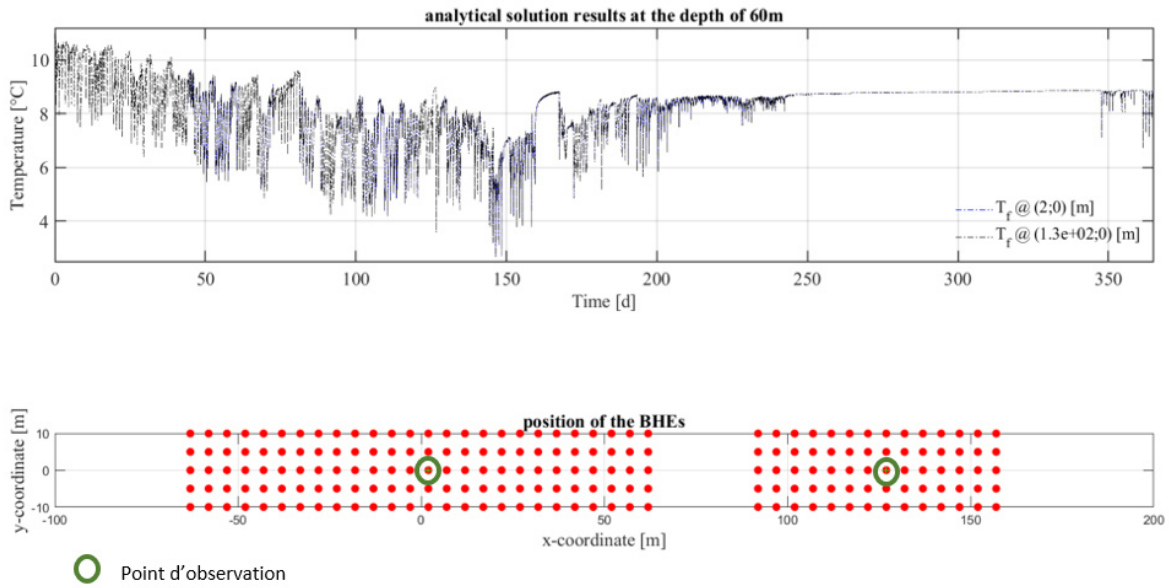 analytical solution results at the depth of 60m
Temperature [°C]
10
8
6
4
T_f @ (2;0) [m]
T_f @ (1.3e+02;0) [m]
0 50 100 150 200 250 300 350
Time [d]
position of the BHEs
y-coordinate [m]
10
0
-10
-100 -50 0 50 100 150 200
x-coordinate [m]
Point d'observation